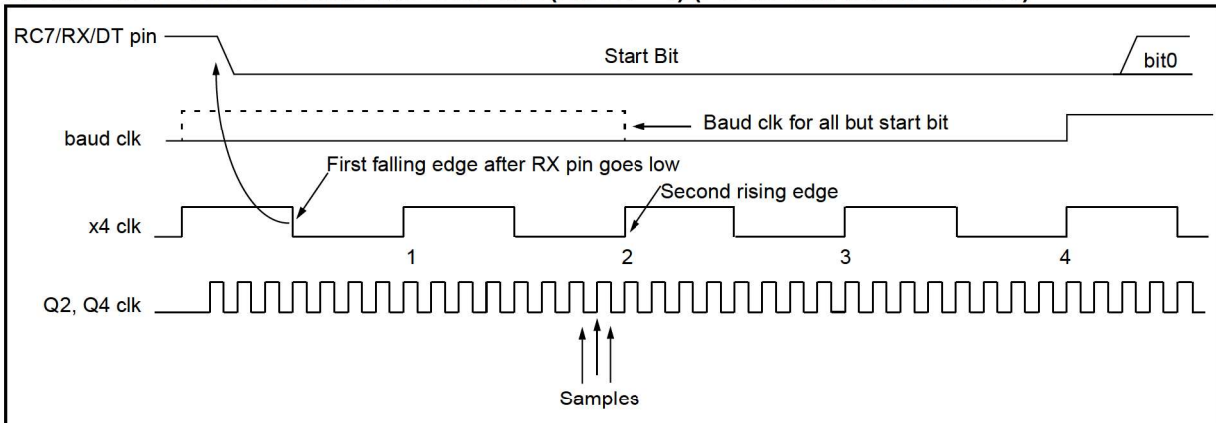 RC7/RX/DT pin
Start Bit
bit0
baud clk
Baud clk for all but start bit
First falling edge after RX pin goes low
Second rising edge
x4 clk
1 2 3 4
Q2, Q4 clk
Samples